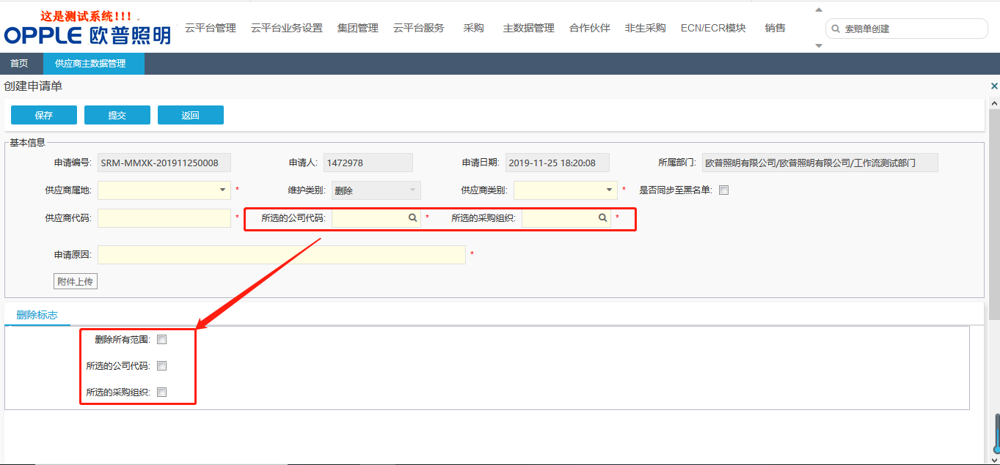 这是测试系统!!!
OPPLE 欧普照明
云平台管理 云平台业务设置 集团管理 云平台服务 采购 主数据管理 合作伙伴 非生采购 ECN/ECR模块 销售 索赔单创建
首页 供应商主数据管理
创建申请单
保存 提交 返回
基本信息
申请编号: SRM-MMXK-201911250008 申请人: 1472978 申请日期: 2019-11-25 18:20:08 所属部门: 欧普照明有限公司/欧普照明有限公司/工作流测试部门
供应商属地: * 维护类别: 删除 供应商类别: * 是否同步至黑名单:
供应商代码: * 所选的公司代码: * 所选的采购组织: *
申请原因: *
附件上传
删除标志
删除所有范围:
所选的公司代码:
所选的采购组织: